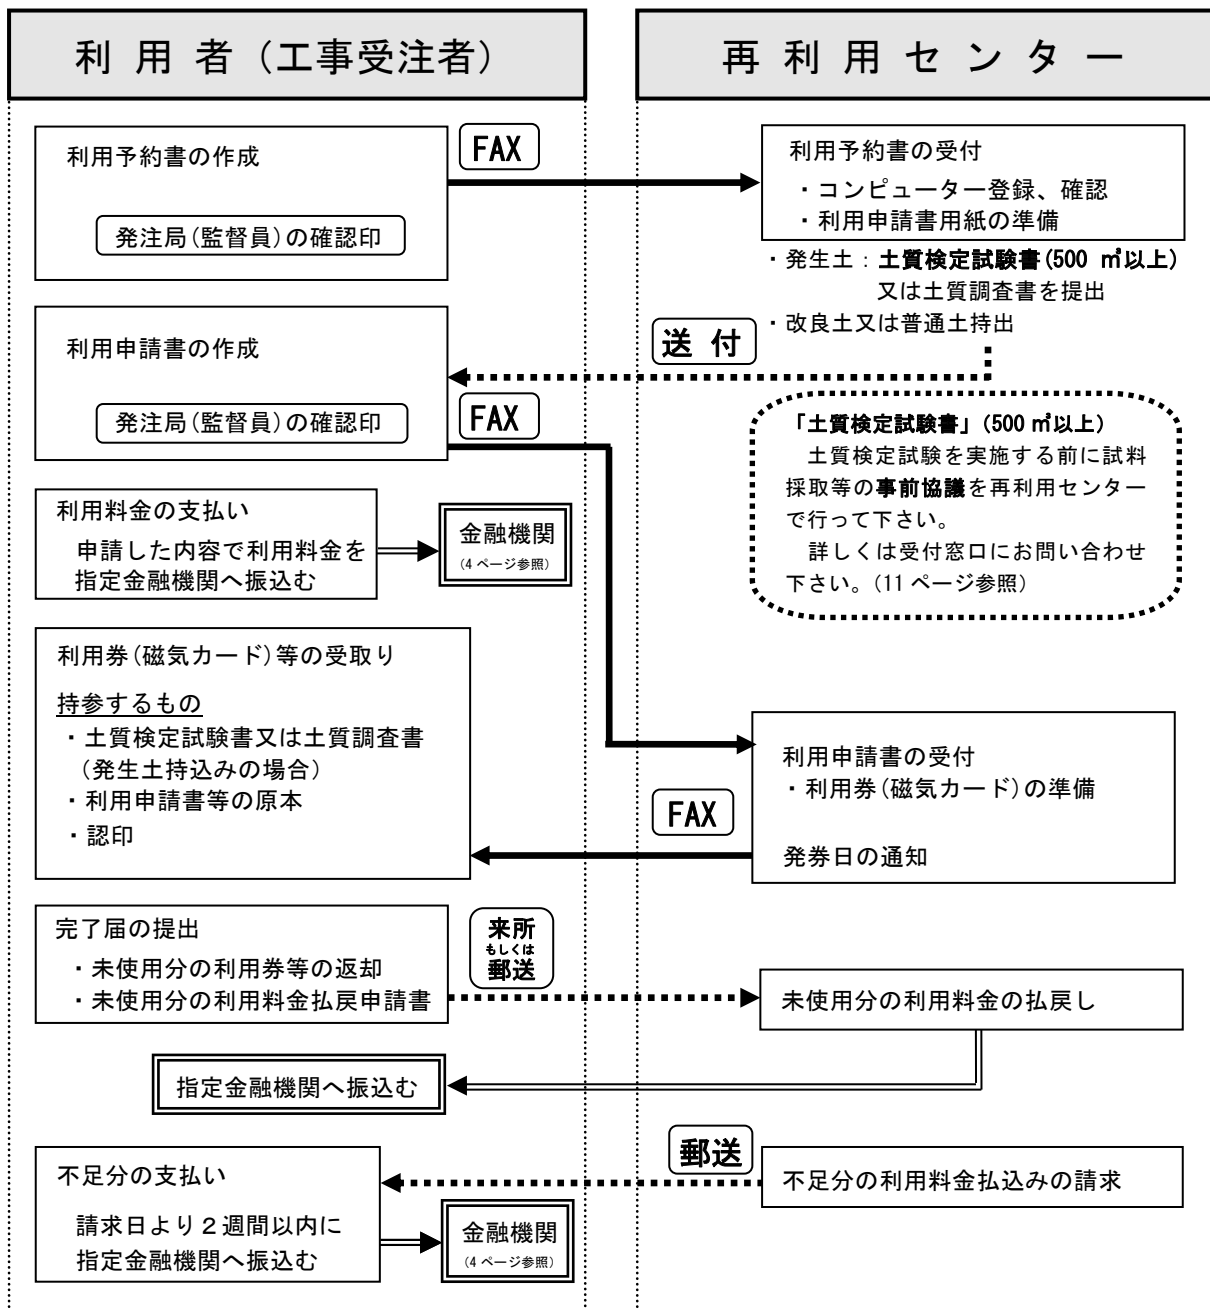 利用者（工事受注者）
再利用センター
利用予約書の作成
発注局（監督員）の確認印
FAX
利用予約書の受付
・コンピューター登録、確認
・利用申請書用紙の準備
・発生土：土質検定試験書（500 ㎥以上）
又は土質調査書を提出
・改良土又は普通土持出
送 付
利用申請書の作成
発注局（監督員）の確認印
FAX
「土質検定試験書」（500 ㎥以上）
土質検定試験を実施する前に試料
採取等の事前協議を再利用センター
で行って下さい。
詳しくは受付窓口にお問い合わせ
下さい。（11 ページ参照）
利用料金の支払い
申請した内容で利用料金を
指定金融機関へ振込む
金融機関
（4 ページ参照）
利用券（磁気カード）等の受取り
持参するもの
・土質検定試験書又は土質調査書
（発生土持込みの場合）
・利用申請書等の原本
・認印
利用申請書の受付
・利用券（磁気カード）の準備
FAX
発券日の通知
完了届の提出
・未使用分の利用券等の返却
・未使用分の利用料金払戻申請書
来所
もしくは
郵送
未使用分の利用料金の払戻し
指定金融機関へ振込む
郵送
不足分の利用料金払込みの請求
不足分の支払い
請求日より２週間以内に
指定金融機関へ振込む
金融機関
（4 ページ参照）